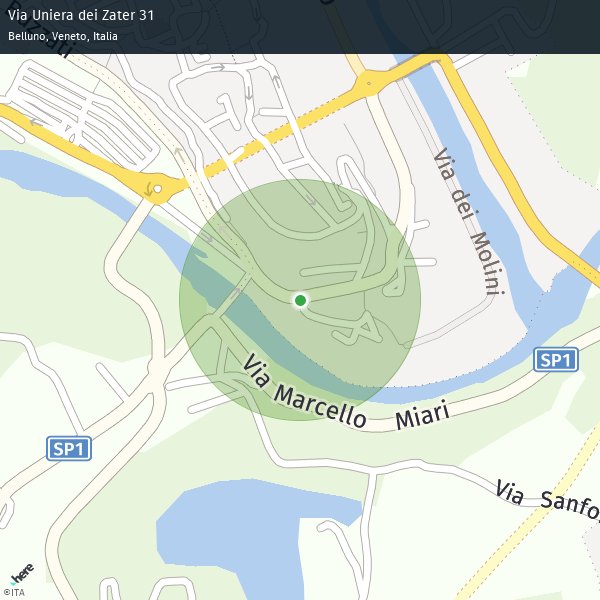 Via Uniera dei Zater 31
Belluno, Veneto, Italia
Via dei Molini
SP1
Via Marcello Miari
SP1
Via
here
©ITA